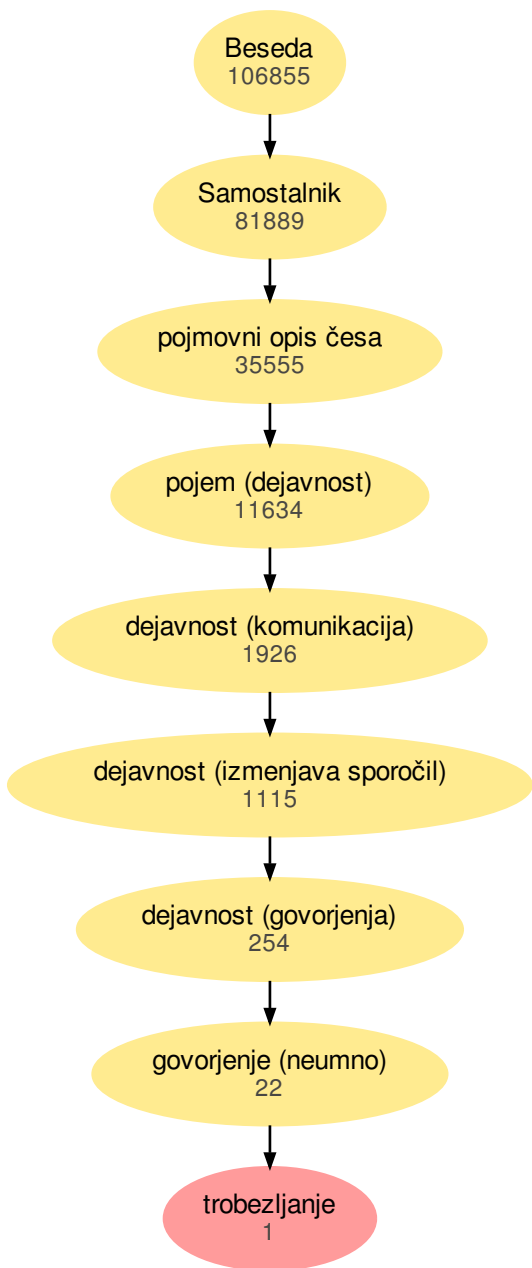 Beseda
106855
Samostalnik
81889
pojmovni opis česa
35555
pojem (dejavnost)
11634
dejavnost (komunikacija)
1926
dejavnost (izmenjava sporočil)
1115
dejavnost (govorjenja)
254
govorjenje (neumno)
22
trobezljanje
1